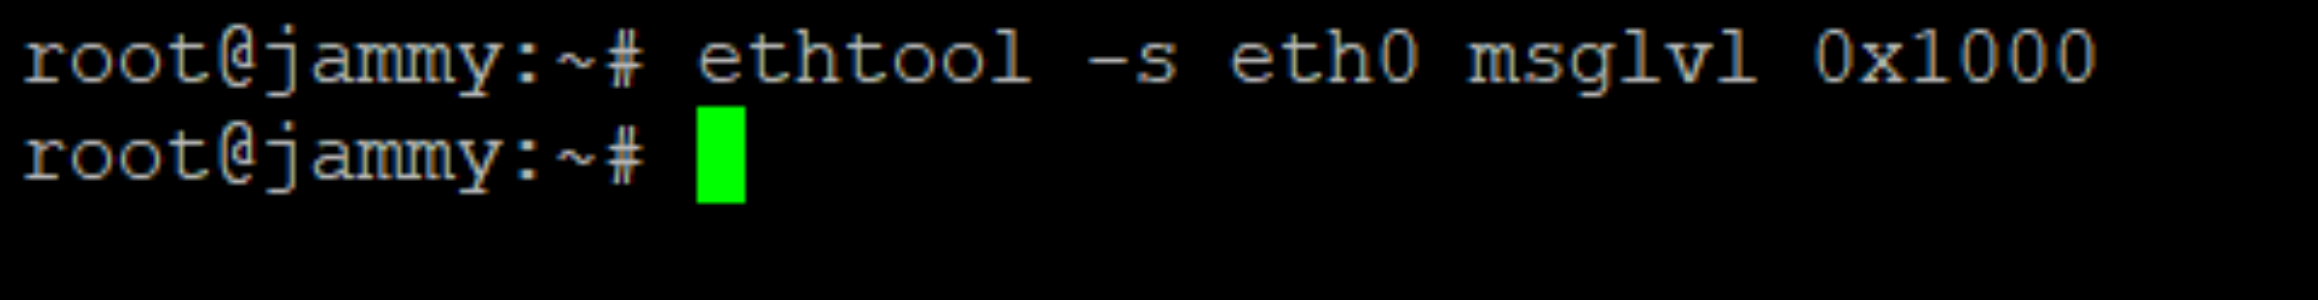 root@jammy:~# ethtool -s eth0 msglvl 0x1000
root@jammy:~#